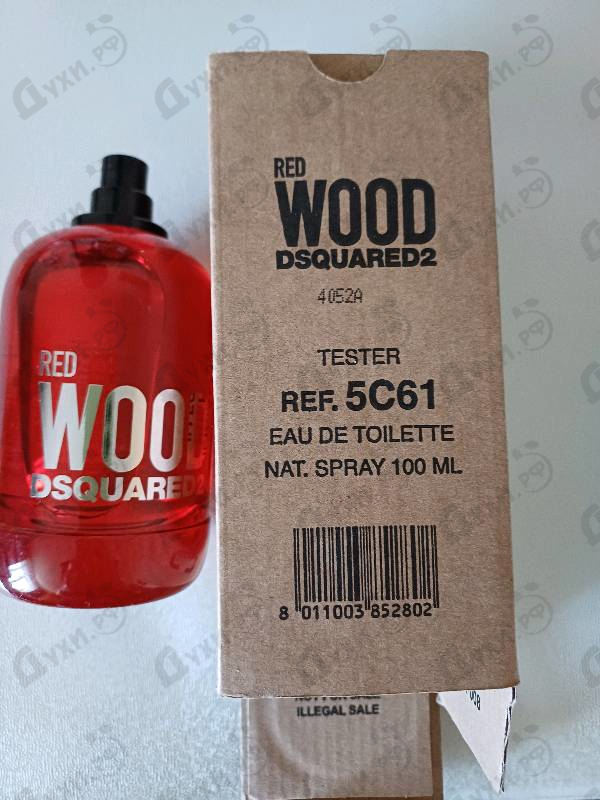 RED
WOOD
DSQUARED2
4052A
TESTER
REF. 5C61
EAU DE TOILETTE
NAT. SPRAY 100 ML
8 011003 852802
ILLEGAL SALE
RED
WOOD
DSQUARED2
Духи.рф